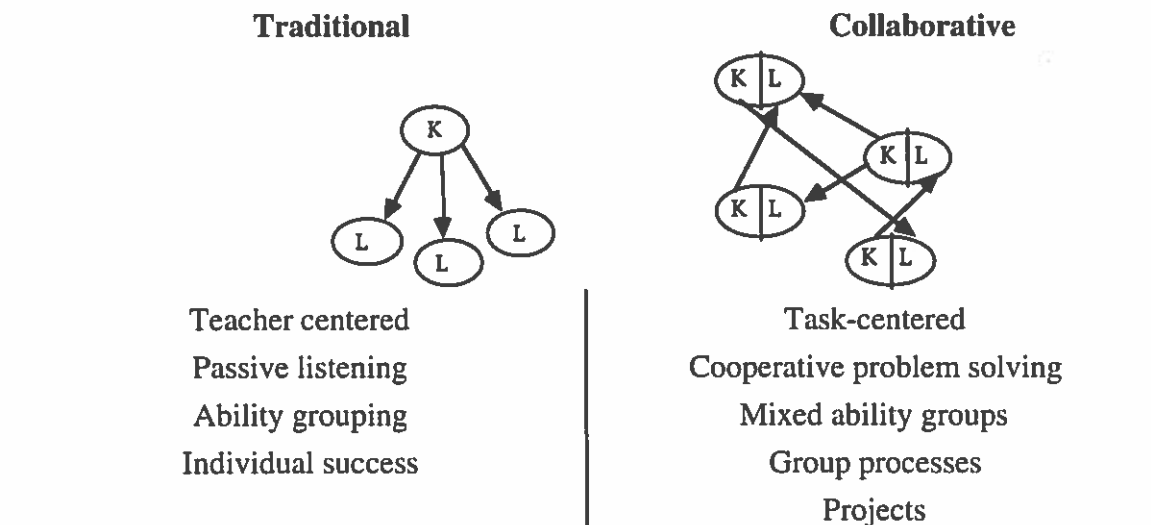 Traditional
K
L
L
L
Teacher centered
Passive listening
Ability grouping
Individual success
Collaborative
K L
K L
K L
K L
Task-centered
Cooperative problem solving
Mixed ability groups
Group processes
Projects